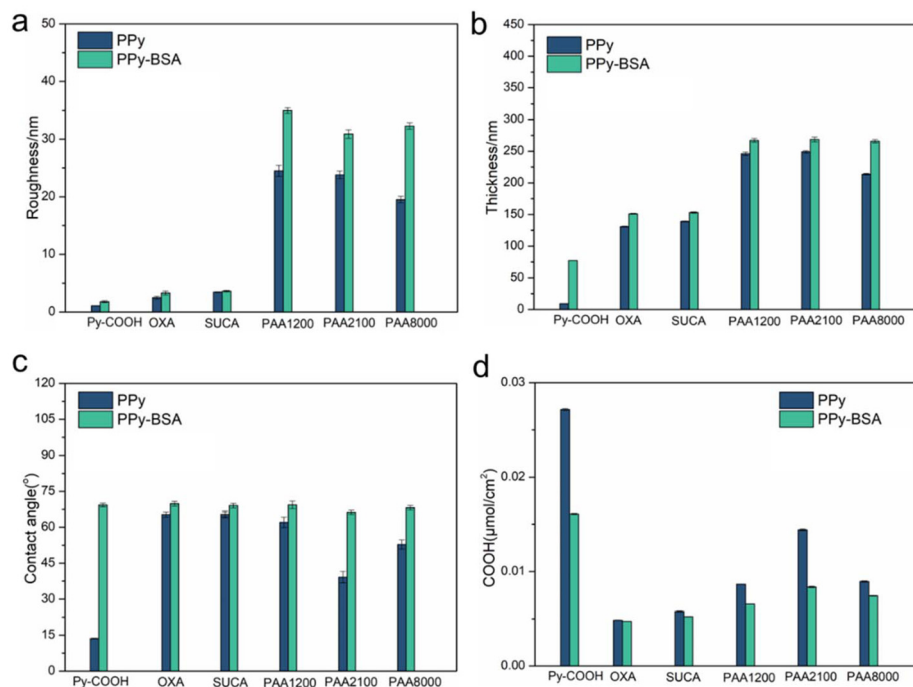 a
50
40
30
20
10
0
Roughness/nm
PPy
PPy-BSA
Py-COOH OXA SUCA PAA1200 PAA2100 PAA8000
b
450
400
350
300
250
200
150
100
50
0
Thickness/nm
PPy
PPy-BSA
Py-COOH OXA SUCA PAA1200 PAA2100 PAA8000
c
120
105
90
75
60
45
30
15
0
Contact angle(°)
PPy
PPy-BSA
Py-COOH OXA SUCA PAA1200 PAA2100 PAA8000
d
0.03
0.02
0.01
0.00
COOH(μmol/cm²)
PPy
PPy-BSA
Py-COOH OXA SUCA PAA1200 PAA2100 PAA8000